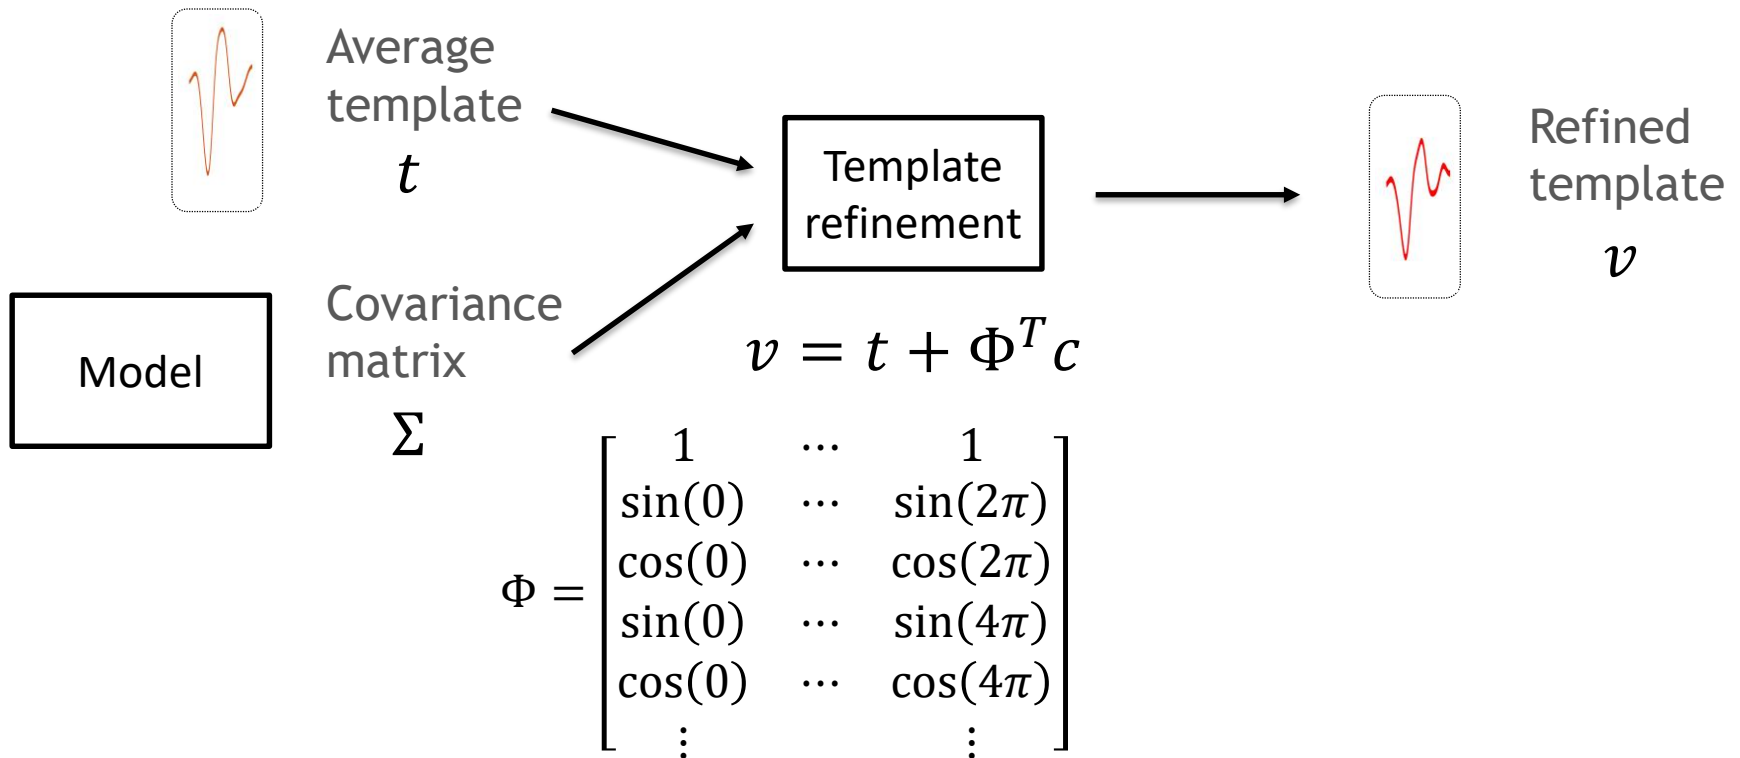 Average
template
t
Model
Covariance
matrix
Σ
Template
refinement
v = t + Φ^T c
Φ =
1 ⋯ 1
sin(0) ⋯ sin(2π)
cos(0) ⋯ cos(2π)
sin(0) ⋯ sin(4π)
cos(0) ⋯ cos(4π)
⋮ ⋮
Refined
template
v